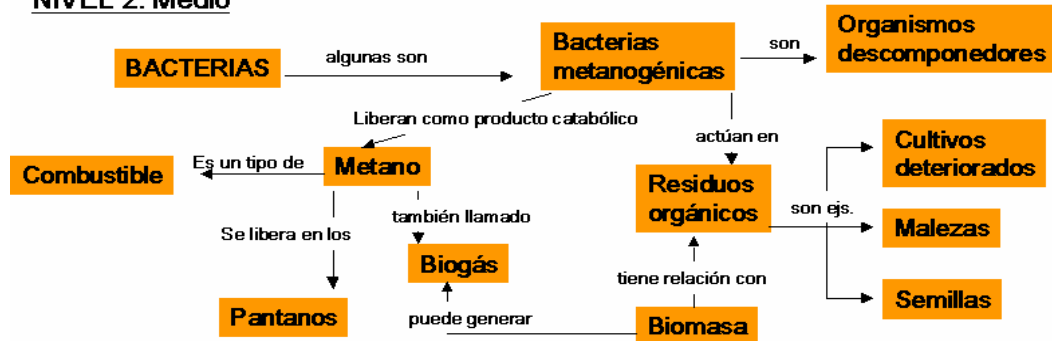 NIVEL 2: Medio
BACTERIAS
algunas son
Bacterias
metanogénicas
son
Organismos
descomponedores
Liberan como producto catabólico
actúan en
Combustible
Es un tipo de
Metano
Residuos
orgánicos
son ejs.
Cultivos
deteriorados
Malezas
Semillas
Se libera en los
también llamado
Biogás
tiene relación con
Pantanos
puede generar
Biomasa